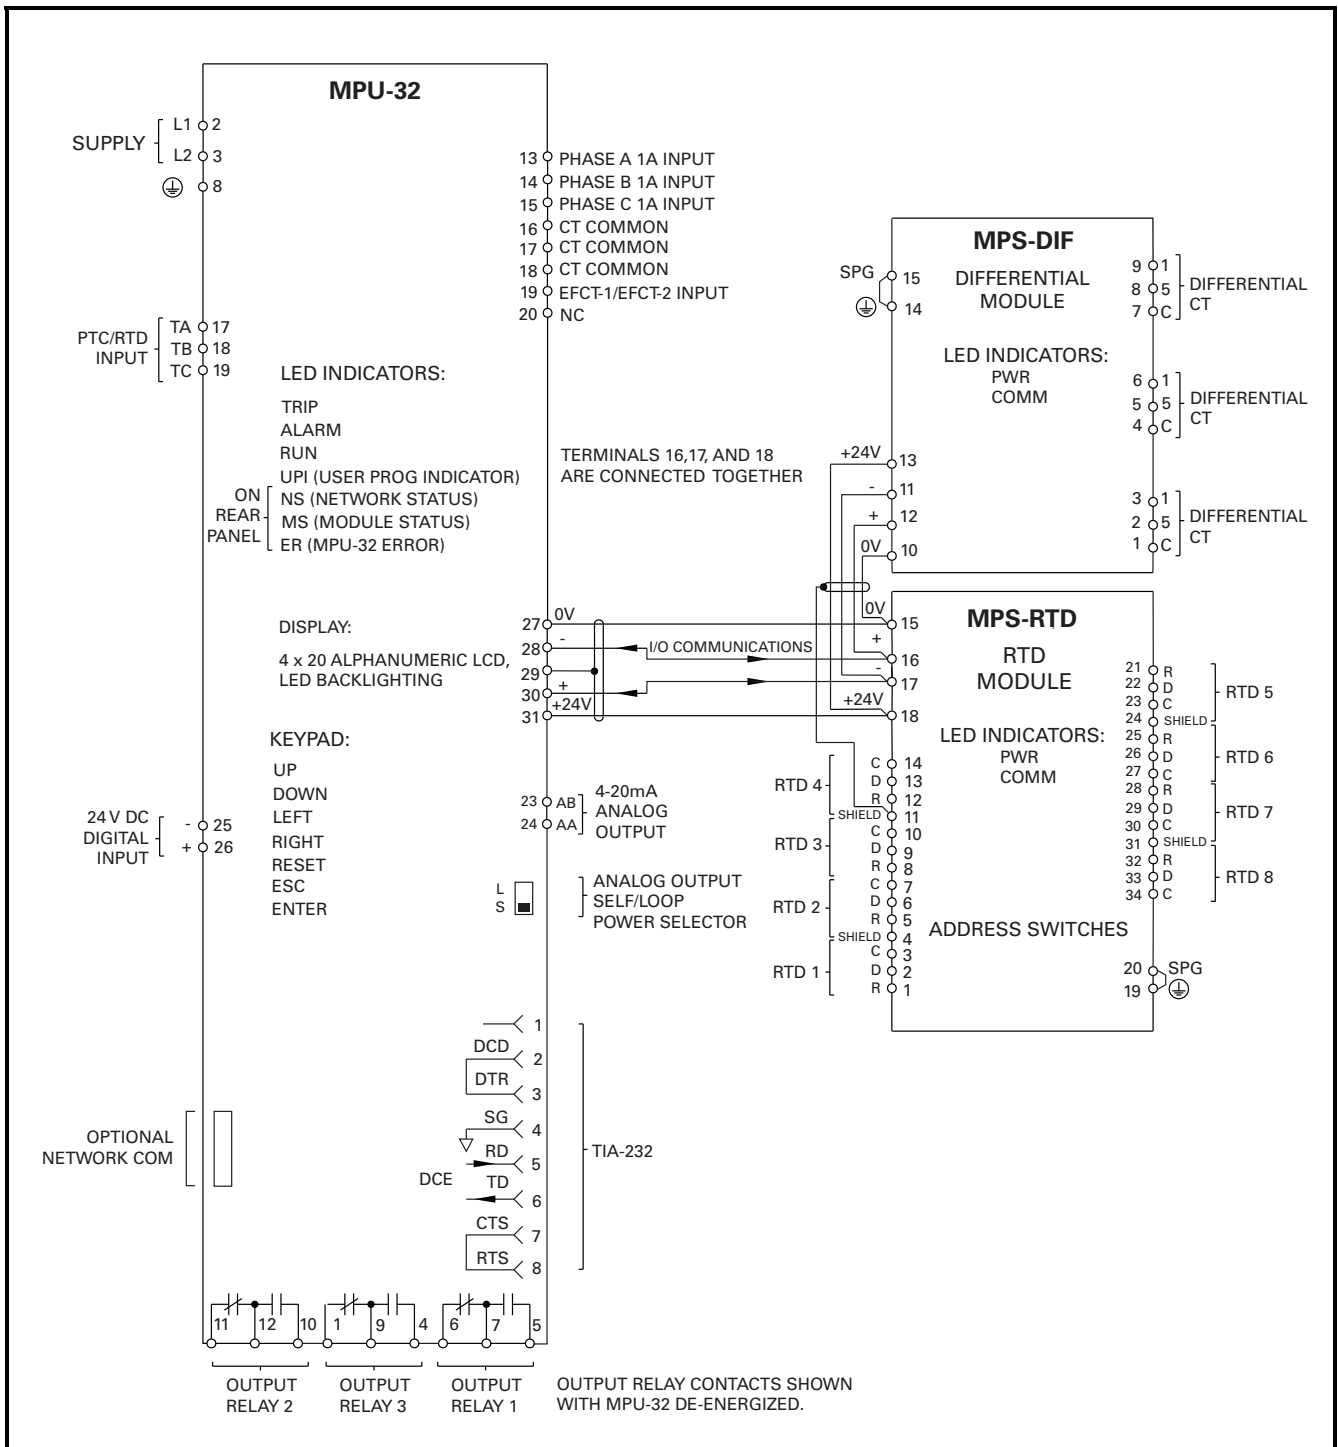 MPU-32
SUPPLY
L1 2
L2 3
8
13 PHASE A 1A INPUT
14 PHASE B 1A INPUT
15 PHASE C 1A INPUT
16 CT COMMON
17 CT COMMON
18 CT COMMON
19 EFCT-1/EFCT-2 INPUT
20 NC
PTC/RTD
INPUT
TA 17
TB 18
TC 19
LED INDICATORS:
TRIP
ALARM
RUN
UPI (USER PROG INDICATOR)
ON
REAR
PANEL
NS (NETWORK STATUS)
MS (MODULE STATUS)
ER (MPU-32 ERROR)
TERMINALS 16,17, AND 18
ARE CONNECTED TOGETHER
DISPLAY:
4 x 20 ALPHANUMERIC LCD,
LED BACKLIGHTING
27 0V
28 -
29
30 +
31 +24V
I/O COMMUNICATIONS
KEYPAD:
UP
DOWN
LEFT
RIGHT
RESET
ESC
ENTER
24 V DC
DIGITAL
INPUT
- 25
+ 26
23 AB
24 AA
4-20mA
ANALOG
OUTPUT
L
S
ANALOG OUTPUT
SELF/LOOP
POWER SELECTOR
OPTIONAL
NETWORK COM
1
DCD 2
DTR 3
SG 4
RD 5
DCE
TD 6
CTS 7
RTS 8
TIA-232
11 12 10 1 9 4 6 7 5
OUTPUT
RELAY 2
OUTPUT
RELAY 3
OUTPUT
RELAY 1
OUTPUT RELAY CONTACTS SHOWN
WITH MPU-32 DE-ENERGIZED.
MPS-DIF
DIFFERENTIAL
MODULE
LED INDICATORS:
PWR
COMM
SPG 15
14
+24V 13
- 11
+ 12
0V 10
9 1
8 5
7 C
DIFFERENTIAL
CT
6 1
5 5
4 C
DIFFERENTIAL
CT
3 1
2 5
1 C
DIFFERENTIAL
CT
MPS-RTD
RTD
MODULE
LED INDICATORS:
PWR
COMM
ADDRESS SWITCHES
0V 15
+ 16
- 17
+24V 18
RTD 4
C 14
D 13
R 12
SHIELD 11
RTD 3
C 10
D 9
R 8
RTD 2
C 7
D 6
R 5
SHIELD 4
RTD 1
C 3
D 2
R 1
21 R
22 D
23 C
24 SHIELD
RTD 5
25 R
26 D
27 C
RTD 6
28 R
29 D
30 C
31 SHIELD
RTD 7
32 R
33 D
34 C
RTD 8
20 SPG
19